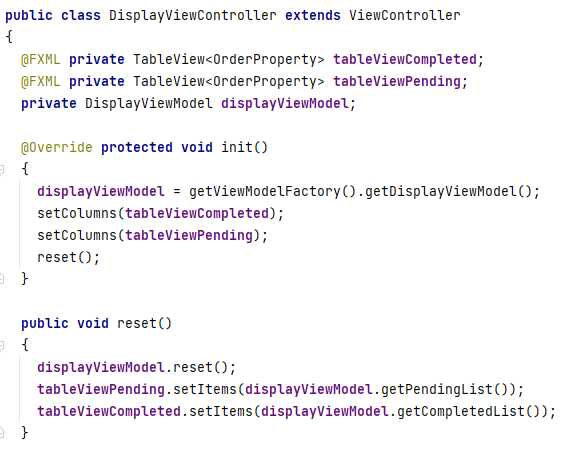 public class DisplayViewController extends ViewController
{
@FXML private TableView<OrderProperty> tableViewCompleted;
@FXML private TableView<OrderProperty> tableViewPending;
private DisplayViewModel displayViewModel;
@Override protected void init()
{
displayViewModel = getViewModelFactory().getDisplayViewModel();
setColumns(tableViewCompleted);
setColumns(tableViewPending);
reset();
}
public void reset()
{
displayViewModel.reset();
tableViewPending.setItems(displayViewModel.getPendingList());
tableViewCompleted.setItems(displayViewModel.getCompletedList());
}